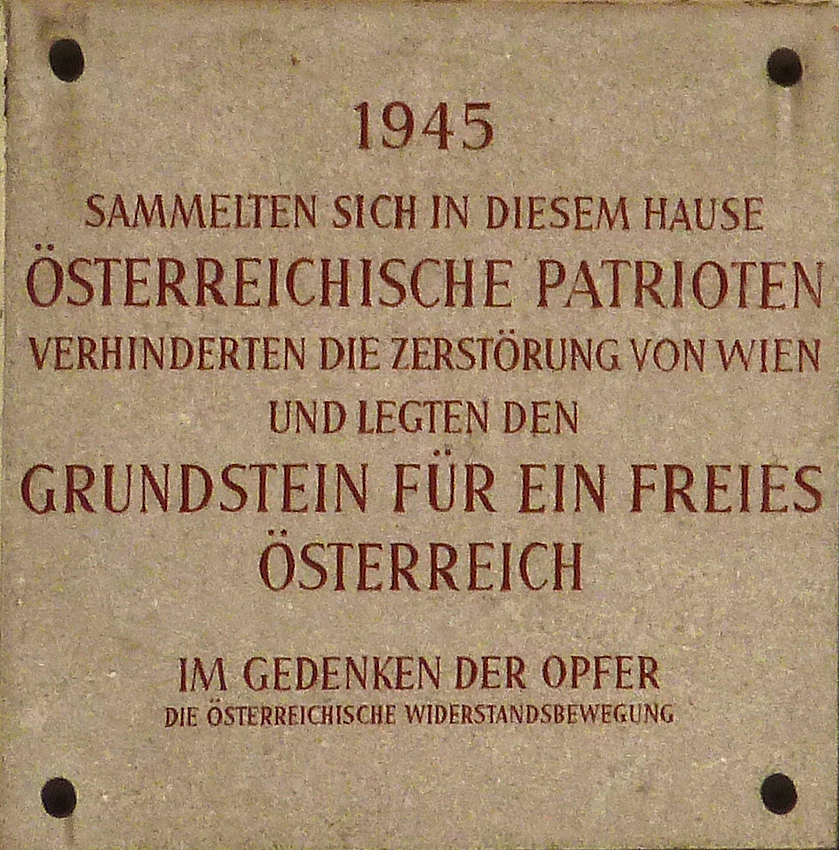 1945
SAMMELTEN SICH IN DIESEM HAUSE
ÖSTERREICHISCHE PATRIOTEN
VERHINDERTEN DIE ZERSTÖRUNG VON WIEN
UND LEGTEN DEN
GRUNDSTEIN FÜR EIN FREIES
ÖSTERREICH
IM GEDENKEN DER OPFER
DIE ÖSTERREICHISCHE WIDERSTANDSBEWEGUNG